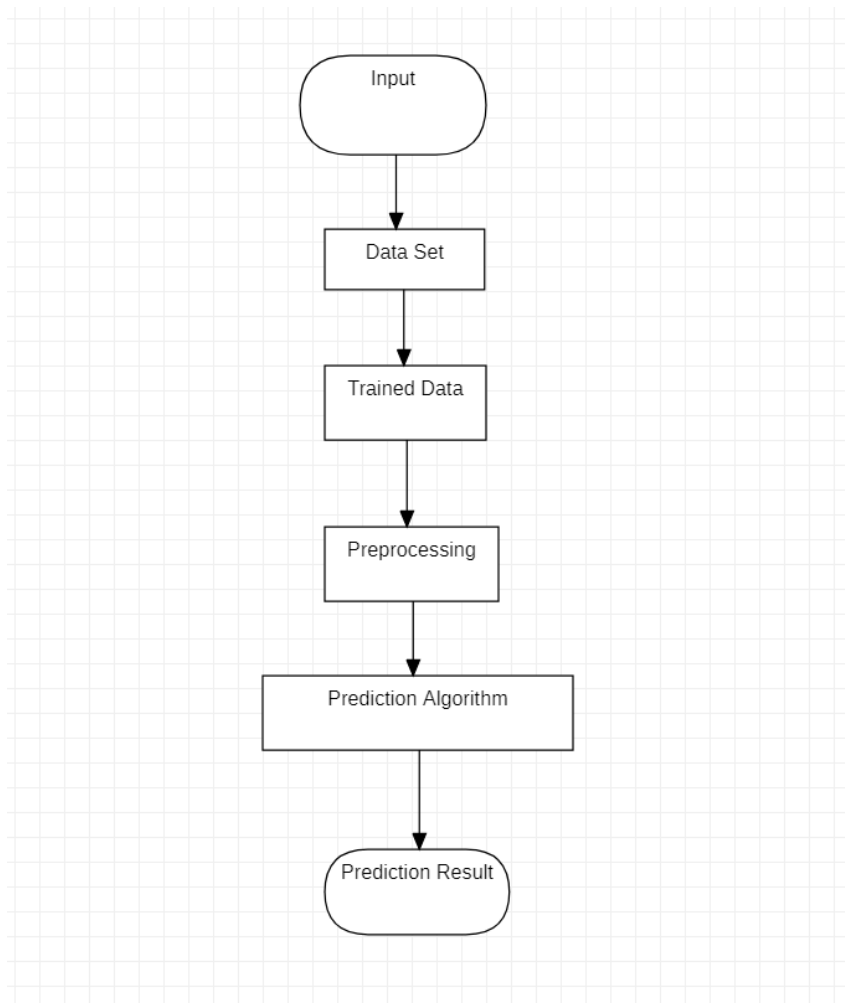 Input
Data Set
Trained Data
Preprocessing
Prediction Algorithm
Prediction Result